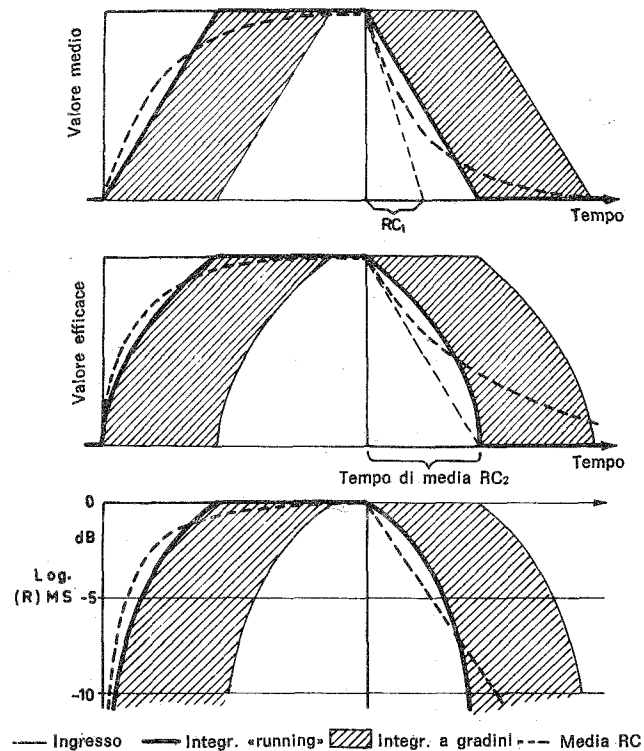 Valore medio
Tempo
RC₁
Valore efficace
Tempo
Tempo di media RC₂
0
dB
Log.
(R) MS
-5
-10
Ingresso
Integr. «running»
Integr. a gradini
Media RC